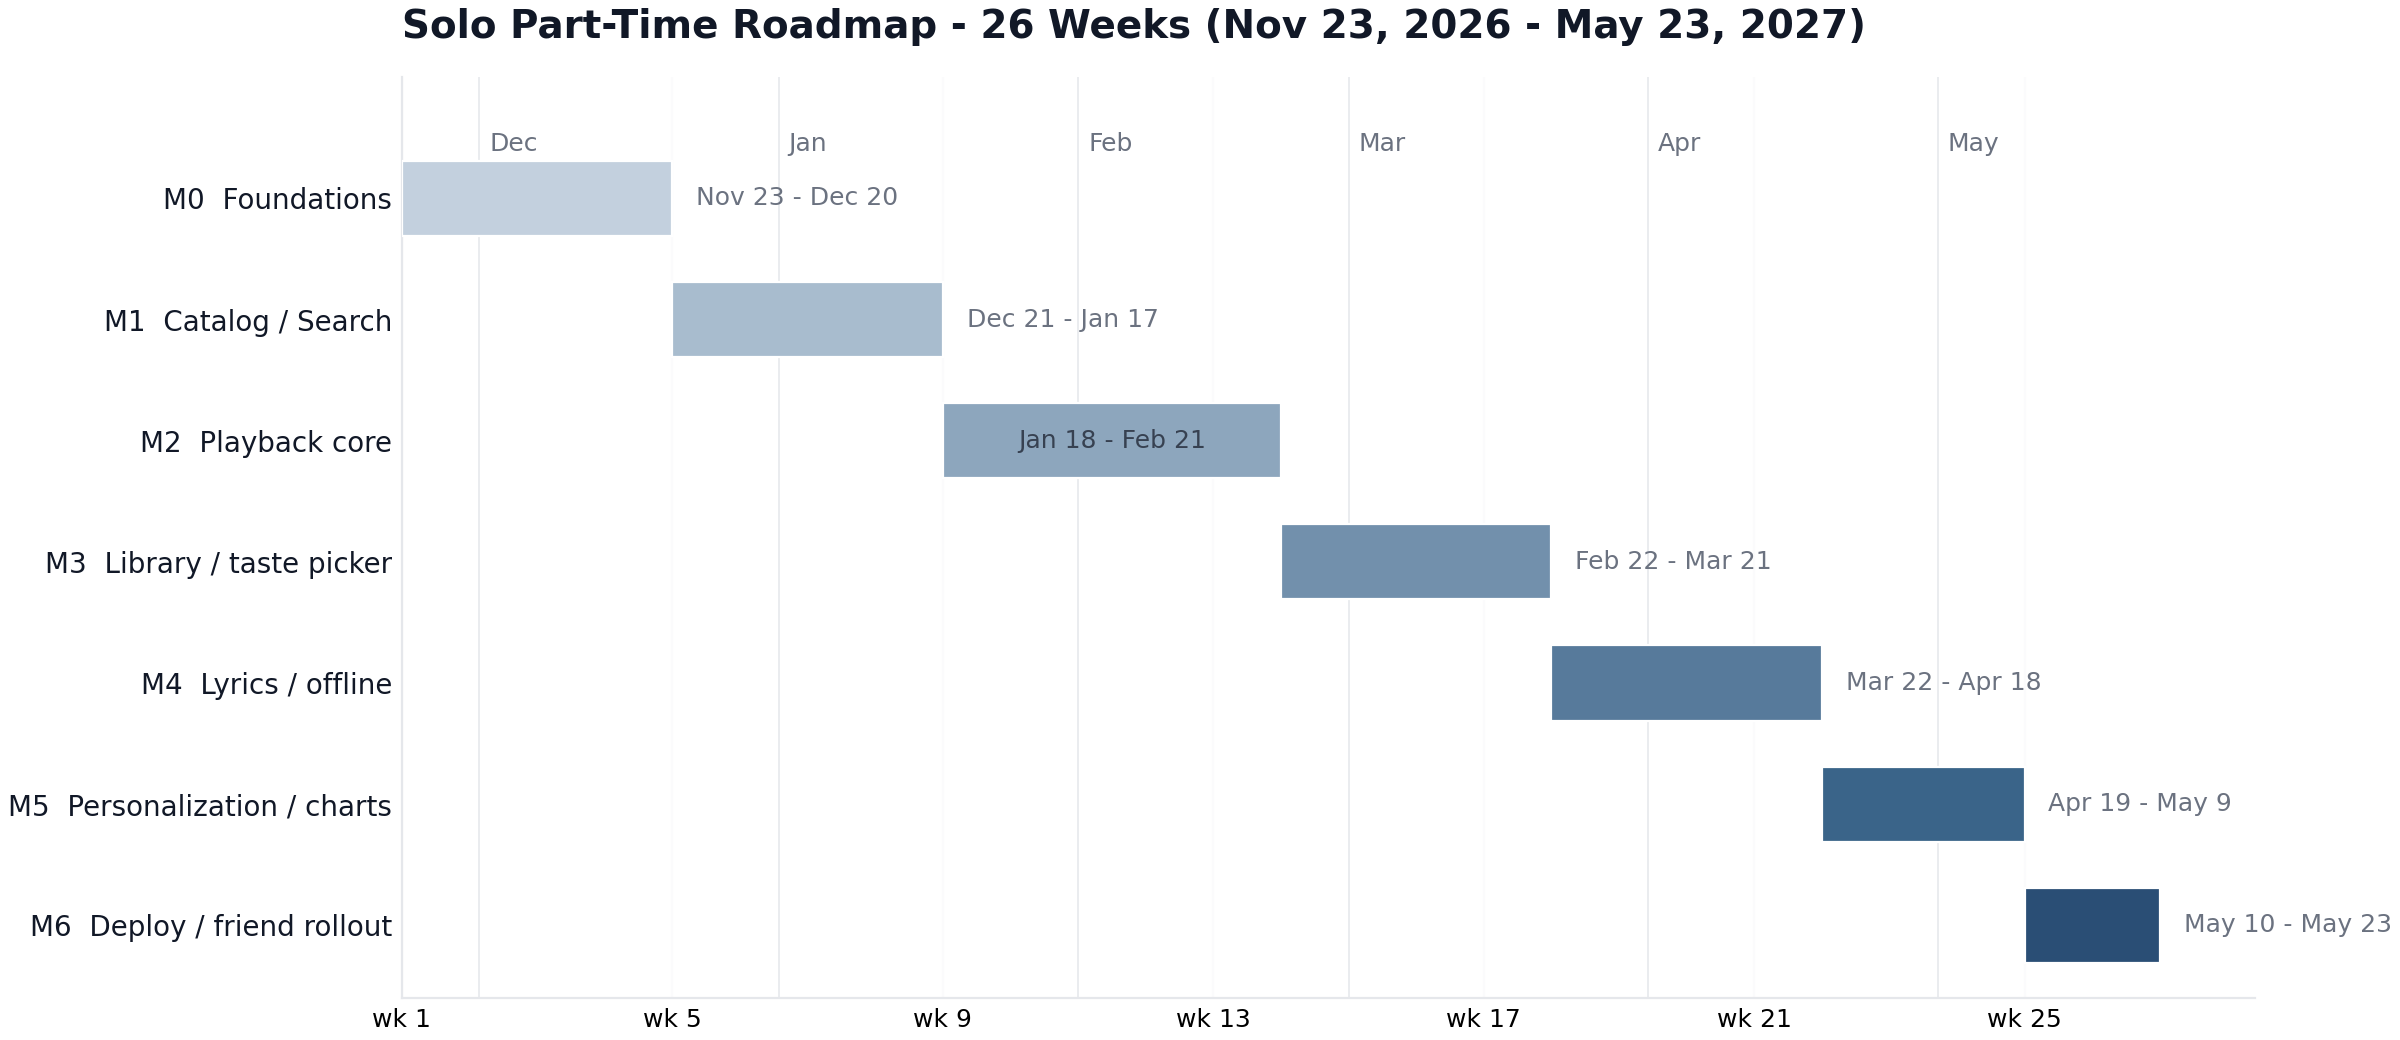 Solo Part-Time Roadmap - 26 Weeks (Nov 23, 2026 - May 23, 2027)
Dec Jan Feb Mar Apr May
M0 Foundations Nov 23 - Dec 20
M1 Catalog / Search Dec 21 - Jan 17
M2 Playback core Jan 18 - Feb 21
M3 Library / taste picker Feb 22 - Mar 21
M4 Lyrics / offline Mar 22 - Apr 18
M5 Personalization / charts Apr 19 - May 9
M6 Deploy / friend rollout May 10 - May 23
wk 1 wk 5 wk 9 wk 13 wk 17 wk 21 wk 25